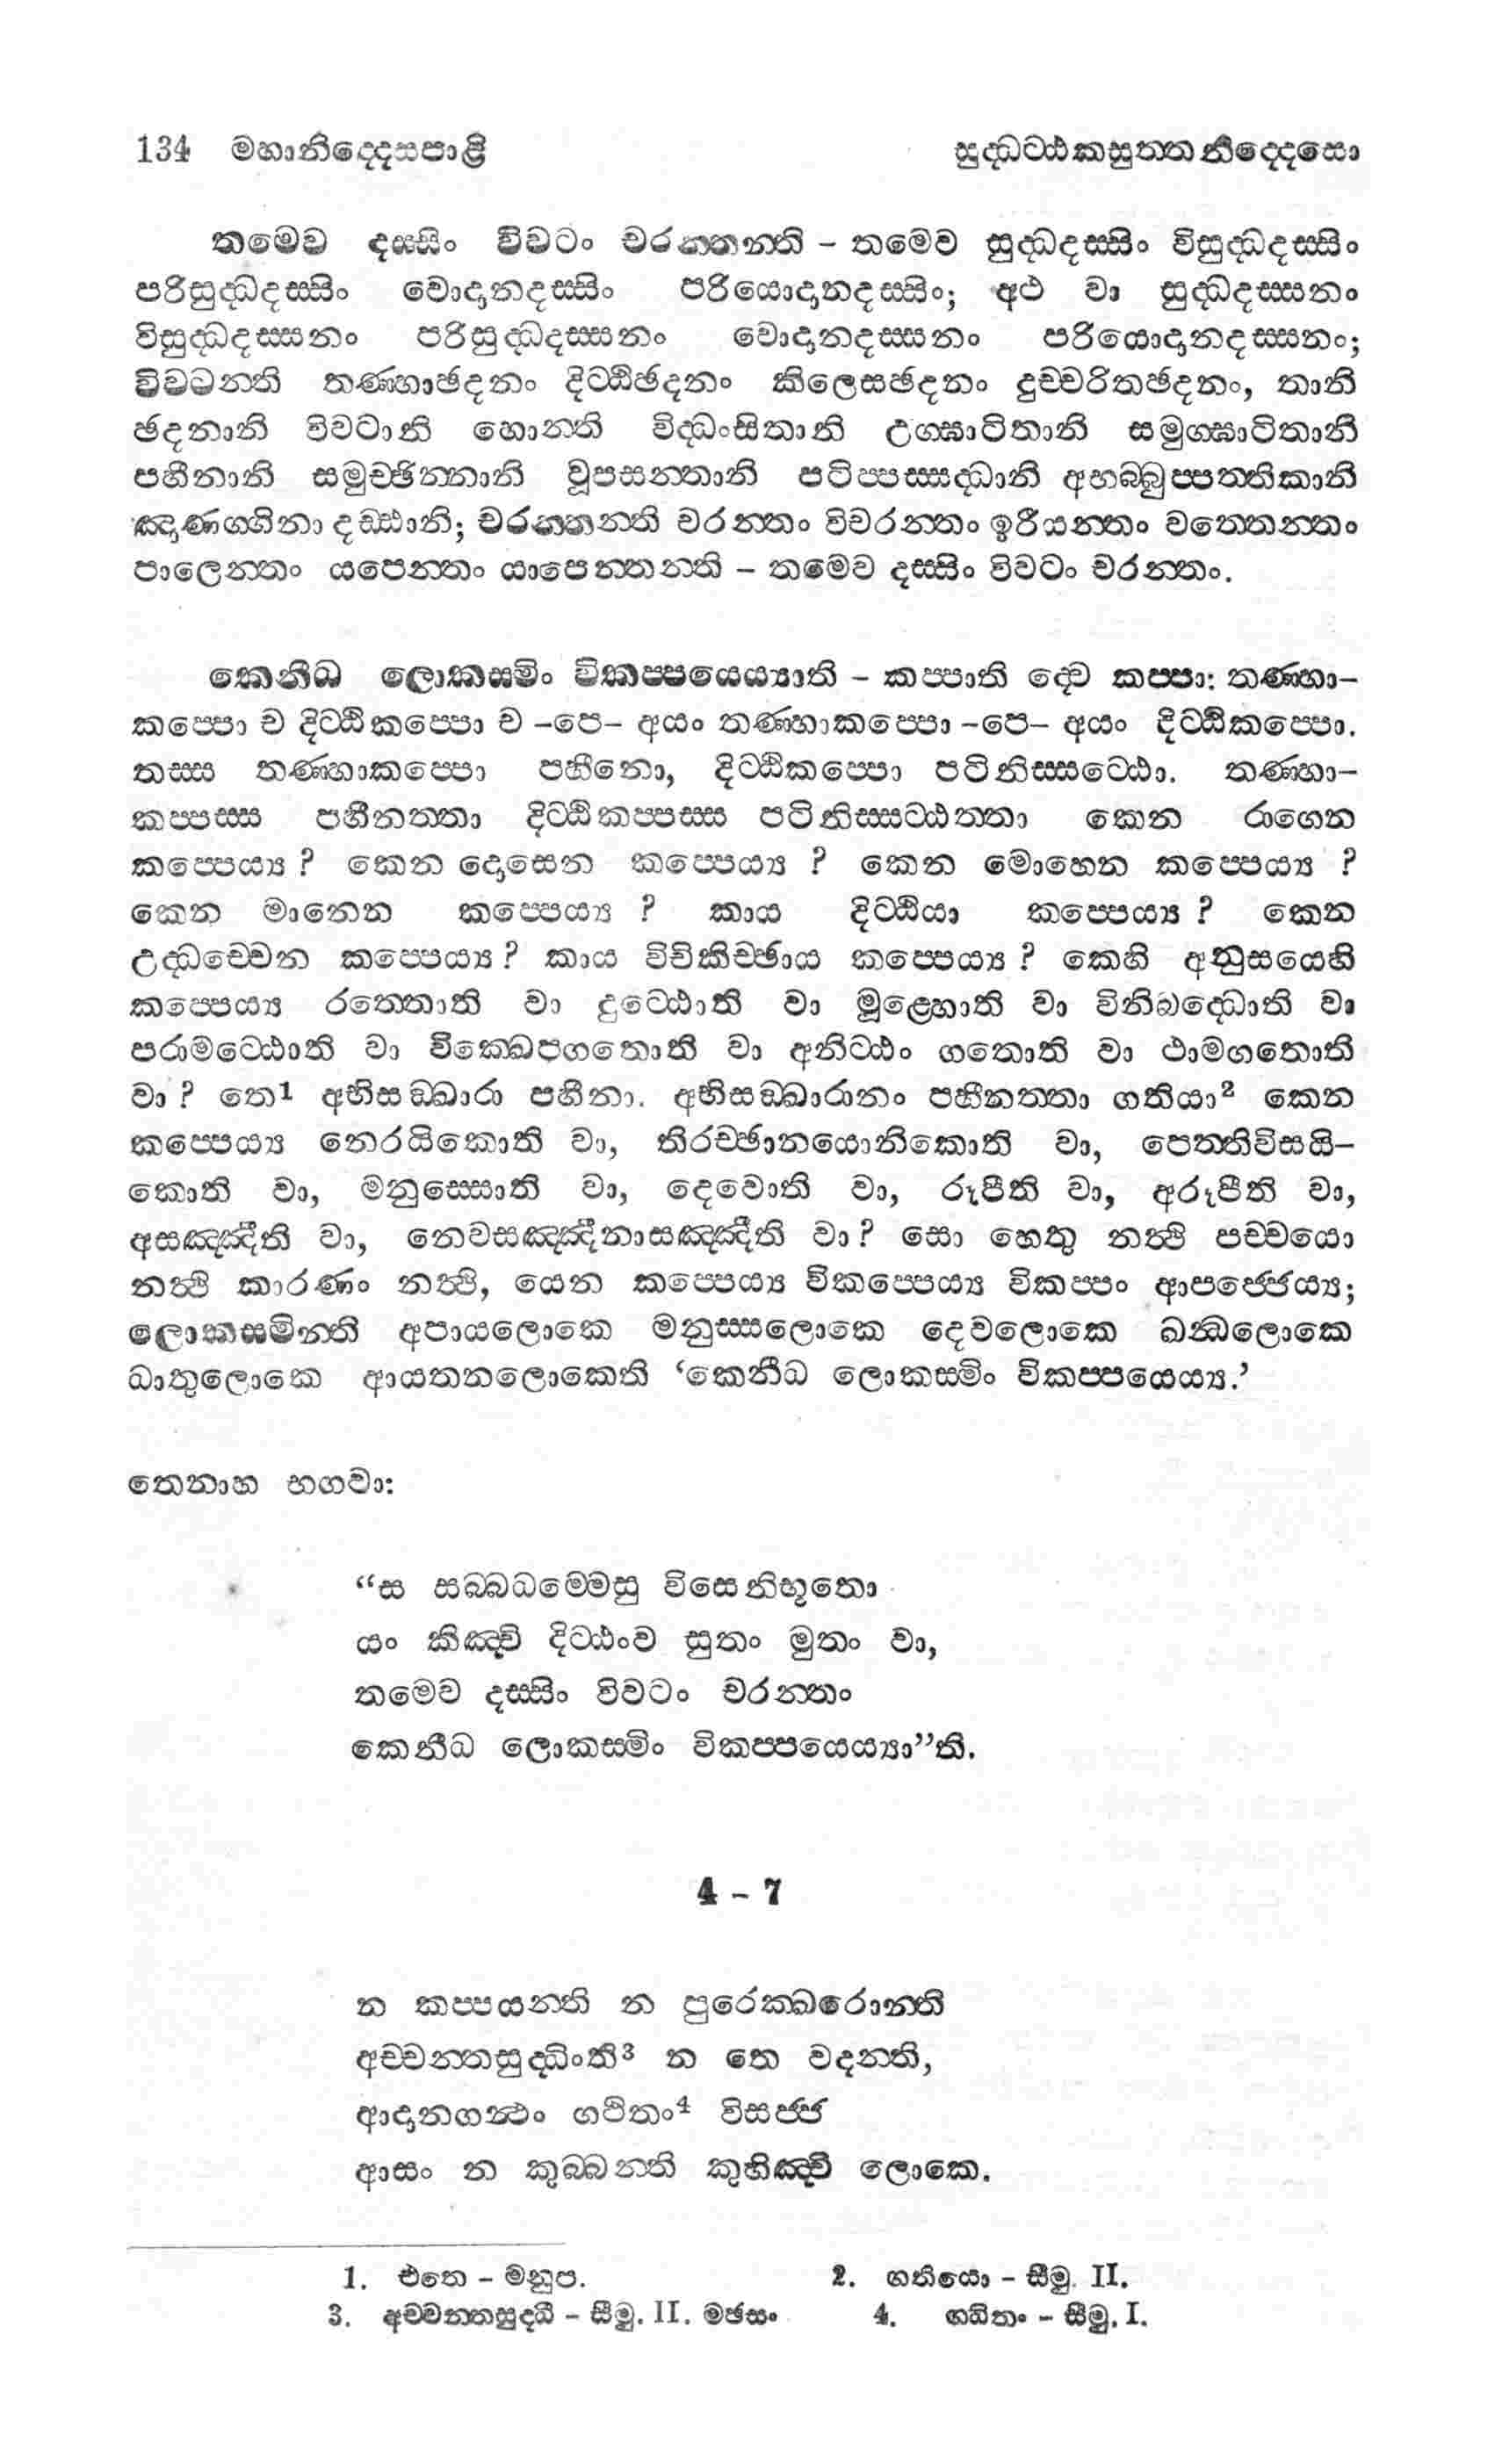 134 මහානිද්දෙසපාළි සුද්ධට්ඨකසුත්තනිද්දෙසො
තමෙව දස්සිං විවටං චරන්තන්ති – තමෙව සුද්ධදස්සිං විසුද්ධදස්සිං
පරිසුද්ධදස්සිං වොදානදස්සිං පරියොදානදස්සිං; අථ වා සුද්ධදස්සනං
විසුද්ධදස්සනං පරිසුද්ධදස්සනං වොදානදස්සනං පරියොදානදස්සනං;
විවටන්ති තණ්හාඡදනං දිට්ඨිඡදනං කිලෙසඡදනං දුච්චරිතඡදනං, තානි
ඡදනානි විවටානි හොන්ති විද්ධංසිතානි උග්ඝාටිතානි සමුග්ඝාටිතානි
පහීනානි සමුච්ඡින්නානි වූපසන්තානි පටිප්පස්සද්ධානි අභබ්බුප්පත්තිකානි
ඤාණග්ගිනා දඩ්ඪානි; චරන්තන්ති චරන්තං විචරන්තං ඉරීයන්තං වත්තෙන්තං
පාලෙන්තං යපෙන්තං යාපෙන්තන්ති – තමෙව දස්සිං විවටං චරන්තං.
කෙනීධ ලොකස්මිං විකප්පයෙය්‍යාති – කප්පාති ද්වෙ කප්පා: තණ්හා–
කප්පො ච දිට්ඨිකප්පො ච –පෙ– අයං තණ්හාකප්පො –පෙ– අයං දිට්ඨිකප්පො.
තස්ස තණ්හාකප්පො පහීනො, දිට්ඨිකප්පො පටිනිස්සට්ඨො. තණ්හා–
කප්පස්ස පහීනත්තා දිට්ඨිකප්පස්ස පටිනිස්සට්ඨත්තා කෙන රාගෙන
කප්පෙය්‍ය ? කෙන දොසෙන කප්පෙය්‍ය ? කෙන මොහෙන කප්පෙය්‍ය ?
කෙන මානෙන කප්පෙය්‍ය ? කාය දිට්ඨියා කප්පෙය්‍ය ? කෙන
උද්ධච්චෙන කප්පෙය්‍ය ? කාය විචිකිච්ඡාය කප්පෙය්‍ය ? කෙහි අනුසයෙහි
කප්පෙය්‍ය රත්තොති වා දුට්ඨොති වා මූළ්හොති වා විනිබද්ධොති වා
පරාමට්ඨොති වා වික්ඛෙපගතොති වා අනිට්ඨං ගතොති වා ථාමගතොති
වා ? තෙ¹ අභිසඞ්ඛාරා පහීනා. අභිසඞ්ඛාරානං පහීනත්තා ගතියා² කෙන
කප්පෙය්‍ය නෙරයිකොති වා, තිරච්ඡානයොනිකොති වා, පෙත්තිවිසයි–
කොති වා, මනුස්සොති වා, දෙවොති වා, රූපීති වා, අරූපීති වා,
අසඤ්ඤීති වා, නෙවසඤ්ඤීනාසඤ්ඤීති වා ? සො හෙතු නත්ථි පච්චයො
නත්ථි කාරණං නත්ථි, යෙන කප්පෙය්‍ය විකප්පෙය්‍ය විකප්පං ආපජ්ජෙය්‍ය;
ලොකස්මින්ති අපායලොකෙ මනුස්සලොකෙ දෙවලොකෙ ඛන්ධලොකෙ
ධාතුලොකෙ ආයතනලොකෙති ‘කෙනීධ ලොකස්මිං විකප්පයෙය්‍ය.’
තෙනාහ භගවා:
“ස සබ්බධම්මෙසු විසෙනිභූතො
යං කිඤ්චි දිට්ඨංව සුතං මුතං වා,
තමෙව දස්සිං විවටං චරන්තං
කෙනීධ ලොකස්මිං විකප්පයෙය්‍යා”ති.
4 – 7
න කප්පයන්ති න පුරෙක්ඛරොන්ති
අච්චන්තසුද්ධිංති³ න තෙ වදන්ති,
ආදානගන්ථං ගථිතං⁴ විසජ්ජ
ආසං න කුබ්බන්ති කුහිඤ්චි ලොකෙ.
1. එතෙ – මනුප. 2. ගතියො – සීමු. II.
3. අච්චන්තසුද්ධී – සීමු. II. මඡසං 4. ගධිතං – සීමු. I.